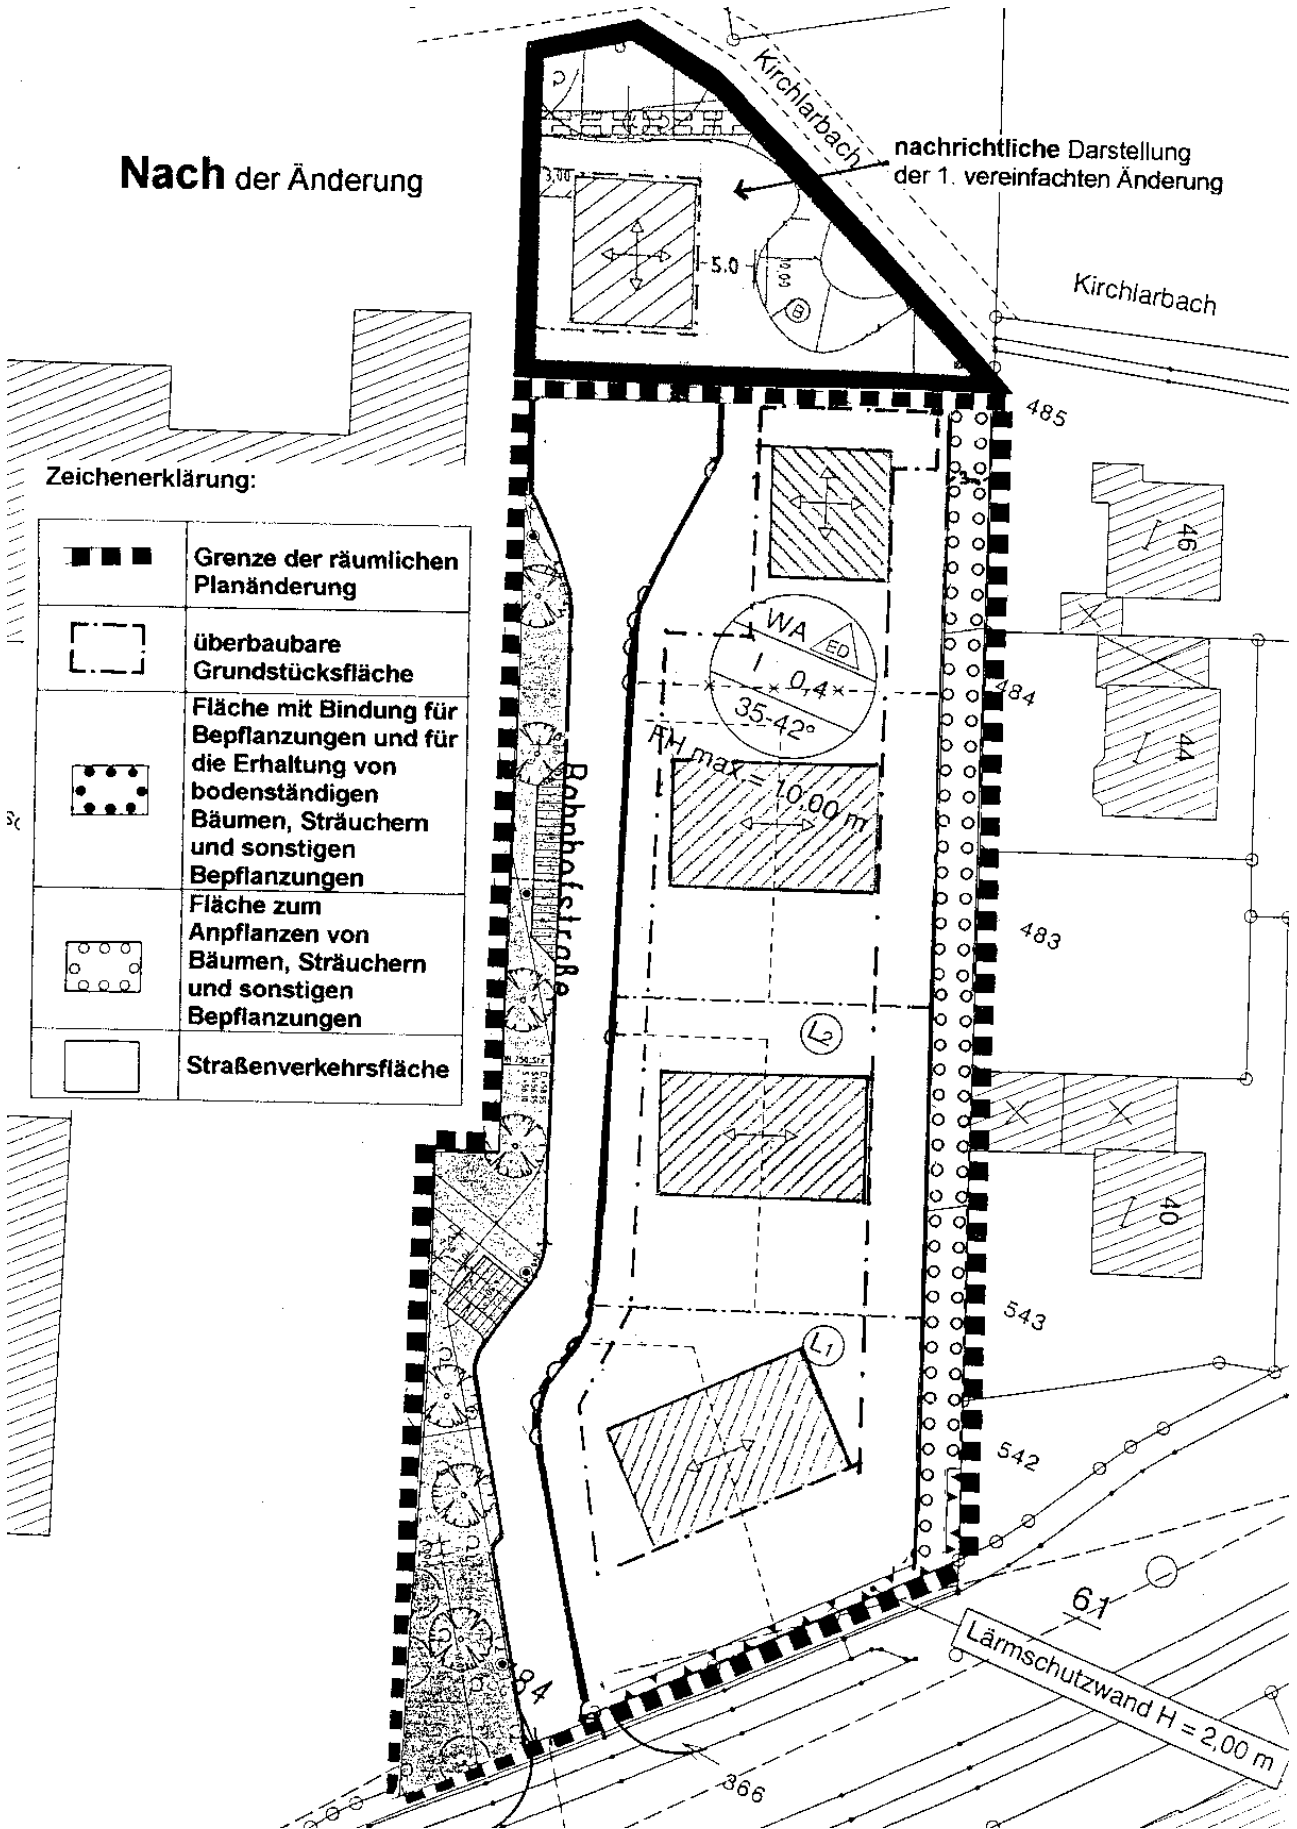 Kirchlarbach
nachrichtliche Darstellung
der 1. vereinfachten Änderung
Nach der Änderung
3,00
5.0
B
Kirchlarbach
485
Zeichenerklärung:
Grenze der räumlichen
Planänderung
überbaubare
Grundstücksfläche
Fläche mit Bindung für
Bepflanzungen und für
die Erhaltung von
bodenständigen
Bäumen, Sträuchern
und sonstigen
Bepflanzungen
Fläche zum
Anpflanzen von
Bäumen, Sträuchern
und sonstigen
Bepflanzungen
Straßenverkehrsfläche
3
46
WA
ED
I
0,4
35-42°
FH max = 10,00 m
484
44
Bahnhofstraße
483
L2
40
543
L1
542
61
Lärmschutzwand H = 2,00 m
84
366